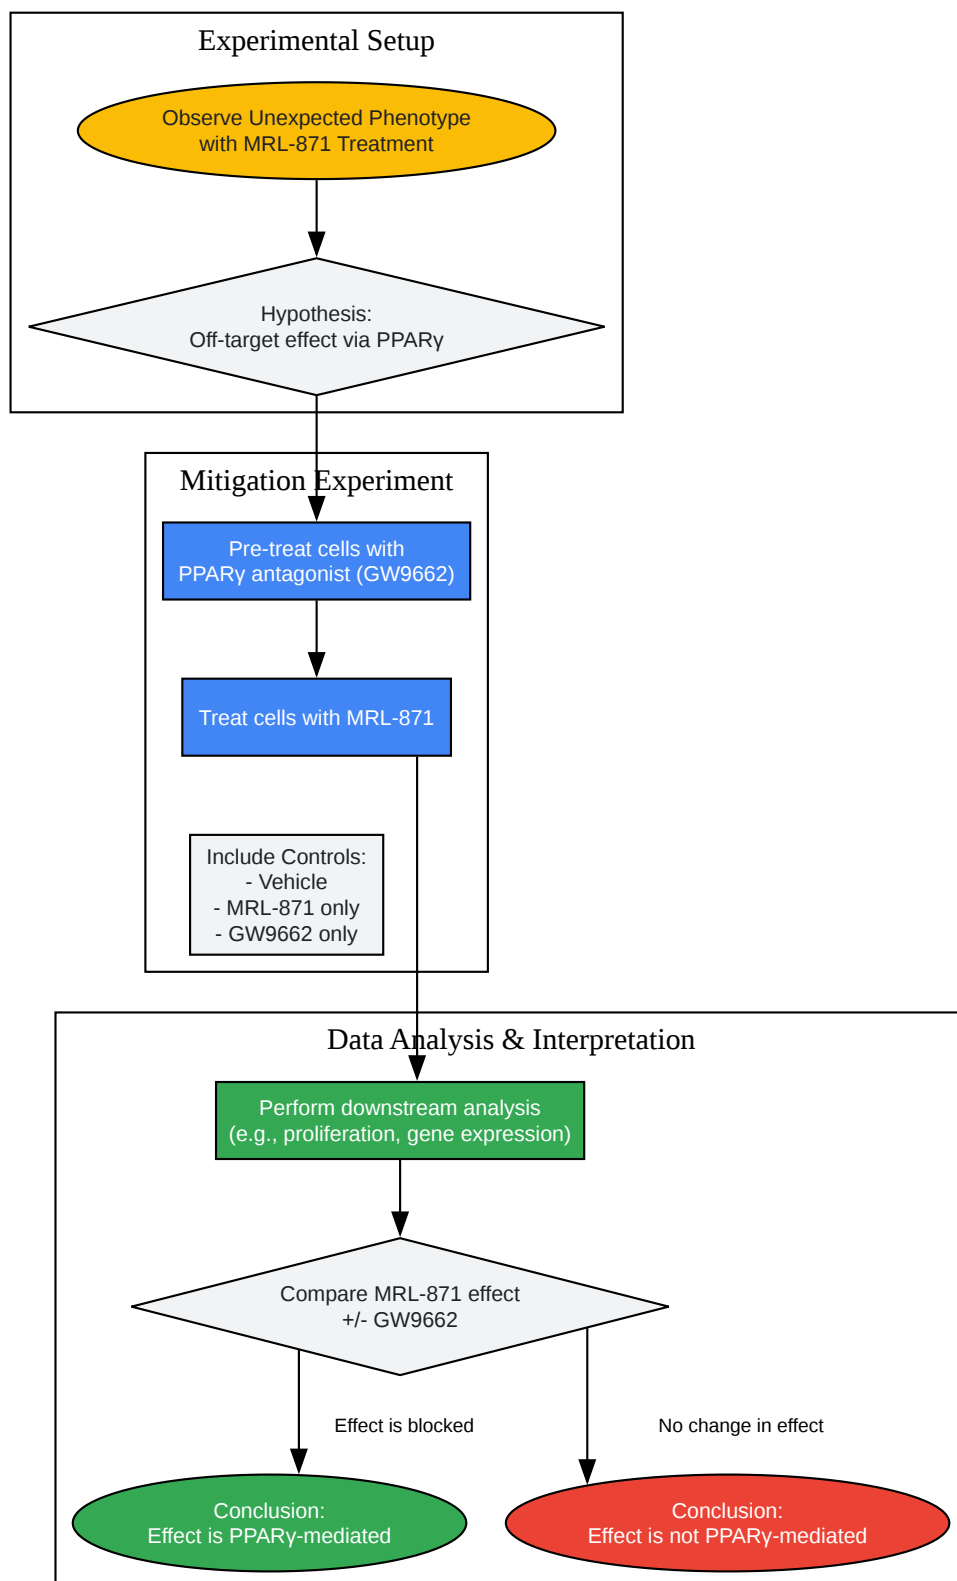 Experimental Setup
Observe Unexpected Phenotype
with MRL-871 Treatment
Hypothesis:
Off-target effect via PPARγ
Mitigation Experiment
Pre-treat cells with
PPARγ antagonist (GW9662)
Treat cells with MRL-871
Include Controls:
- Vehicle
- MRL-871 only
- GW9662 only
Data Analysis & Interpretation
Perform downstream analysis
(e.g., proliferation, gene expression)
Compare MRL-871 effect
+/- GW9662
Effect is blocked
No change in effect
Conclusion:
Effect is PPARγ-mediated
Conclusion:
Effect is not PPARγ-mediated